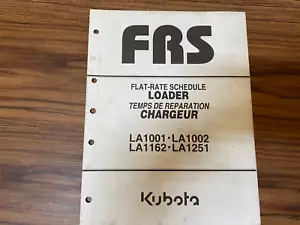 FRS
FLAT-RATE SCHEDULE
LOADER
TEMPS DE REPARATION
CHARGEUR
LA1001 · LA1002
LA1162 · LA1251
Kubota